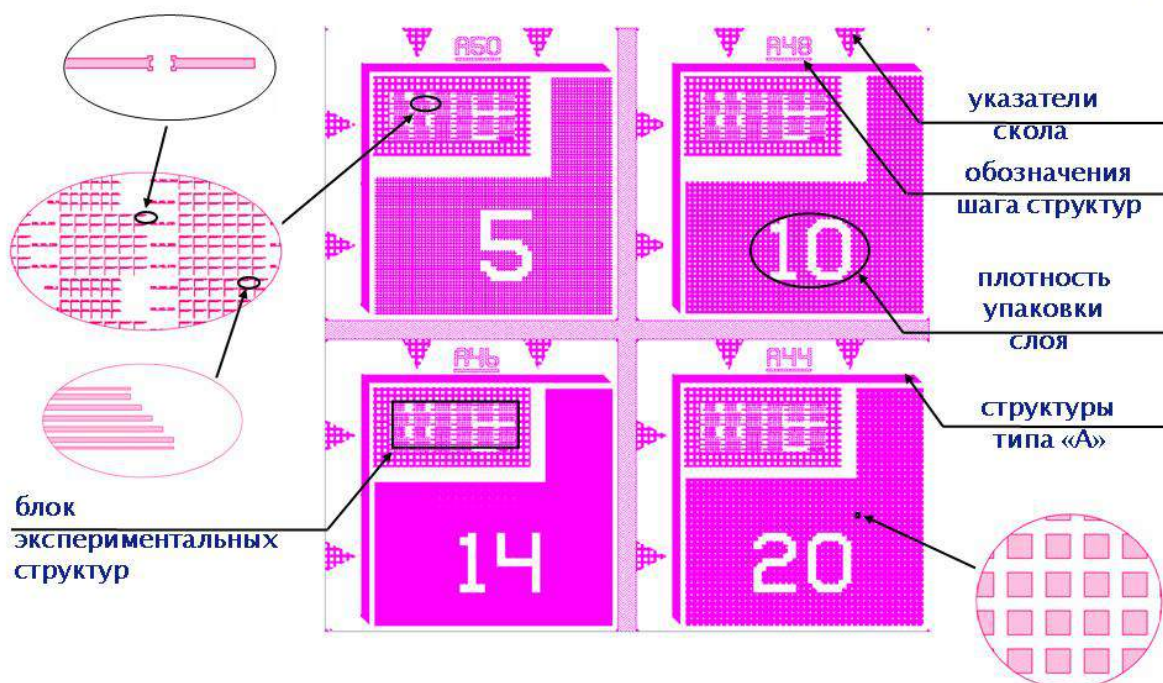 A50
A48
указатели
скола
обозначения
шага структур
5
10
плотность
упаковки
слоя
A46
A44
структуры
типа «А»
блок
экспериментальных
структур
14
20